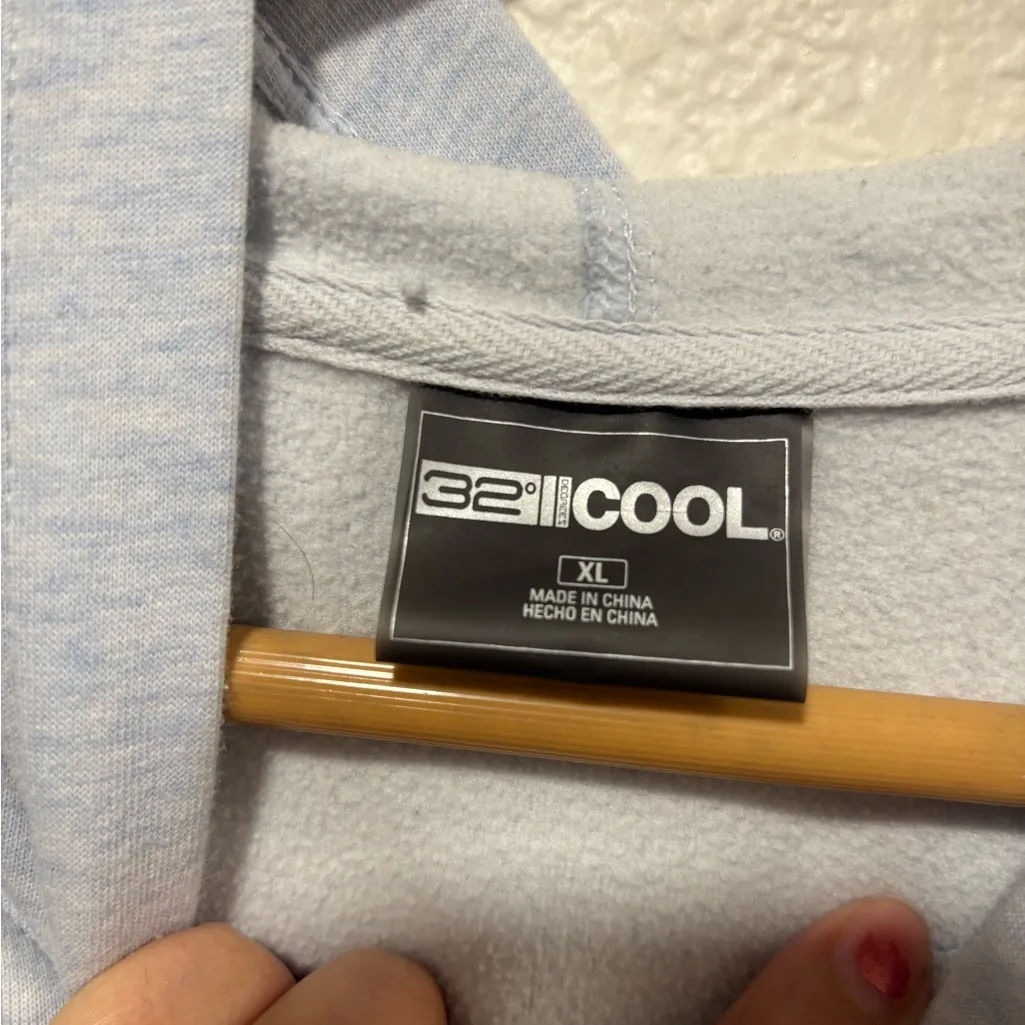 32° DEGREES COOL®
XL
MADE IN CHINA
HECHO EN CHINA